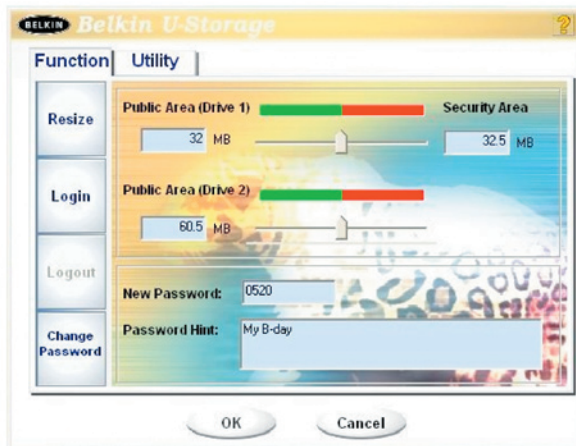 BELKIN Belkin U-Storage ?
Function Utility
Resize
Login
Logout
Change
Password
Public Area (Drive 1) Security Area
32 MB 32.5 MB
Public Area (Drive 2)
60.5 MB
New Password: 0520
Password Hint: My B-day
OK Cancel